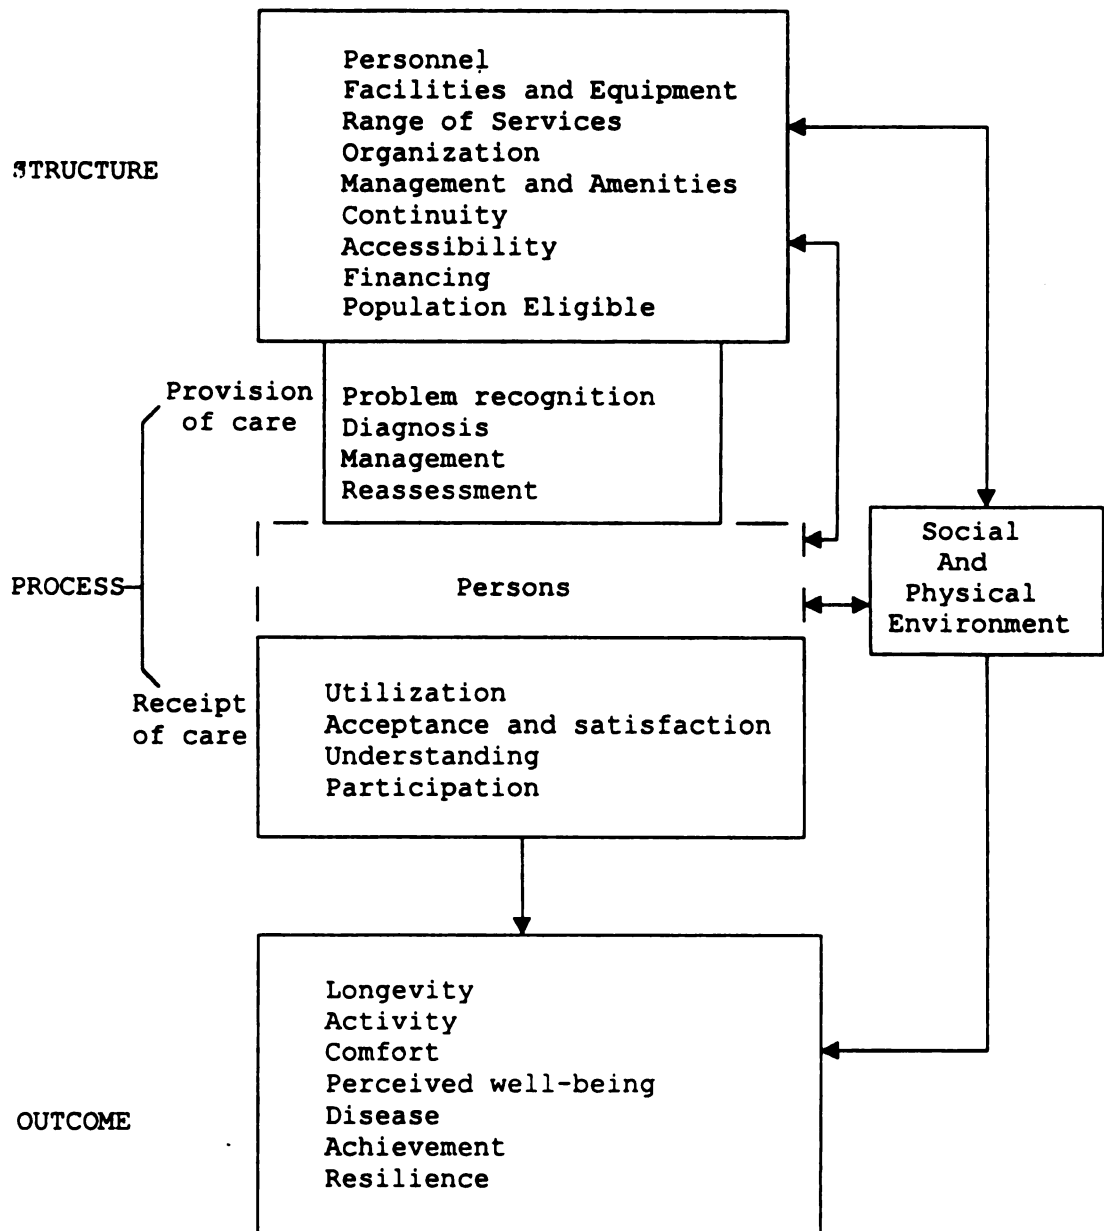 STRUCTURE
Personnel
Facilities and Equipment
Range of Services
Organization
Management and Amenities
Continuity
Accessibility
Financing
Population Eligible
PROCESS
Provision
of care
Problem recognition
Diagnosis
Management
Reassessment
Persons
Social
And
Physical
Environment
Receipt
of care
Utilization
Acceptance and satisfaction
Understanding
Participation
OUTCOME
Longevity
Activity
Comfort
Perceived well-being
Disease
Achievement
Resilience